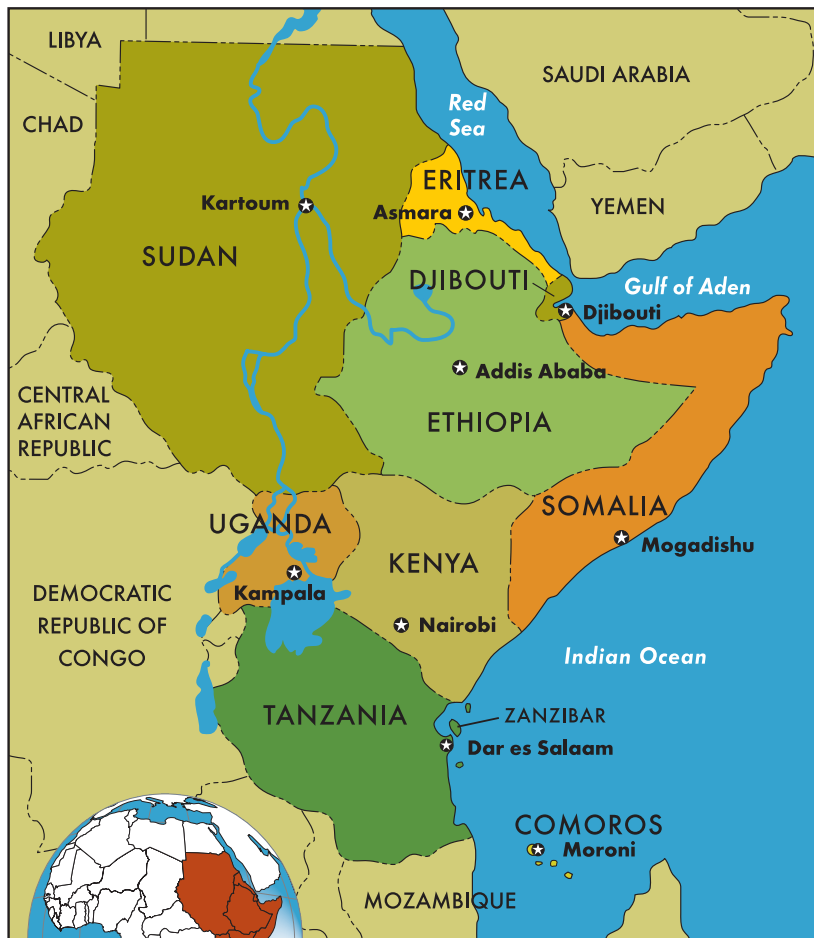 LIBYA
SAUDI ARABIA
Red
Sea
CHAD
ERITREA
Kartoum
Asmara
YEMEN
SUDAN
DJIBOUTI
Gulf of Aden
Djibouti
Addis Ababa
CENTRAL
AFRICAN
REPUBLIC
ETHIOPIA
SOMALIA
UGANDA
Mogadishu
KENYA
Kampala
DEMOCRATIC
REPUBLIC OF
CONGO
Nairobi
Indian Ocean
TANZANIA
ZANZIBAR
Dar es Salaam
COMOROS
Moroni
MOZAMBIQUE